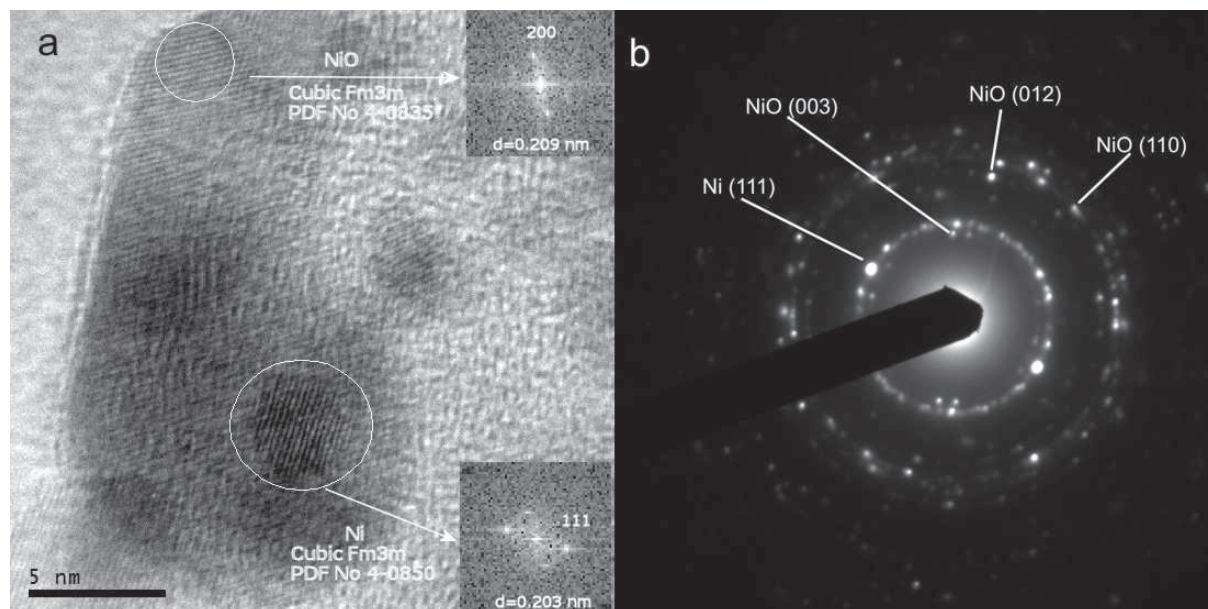 a
200
NiO
Cubic Fm3m
PDF No 4-0835*
d=0.209 nm
111
Ni
Cubic Fm3m
PDF No 4-0850
d=0.203 nm
5 nm
b
NiO (003)
NiO (012)
NiO (110)
Ni (111)